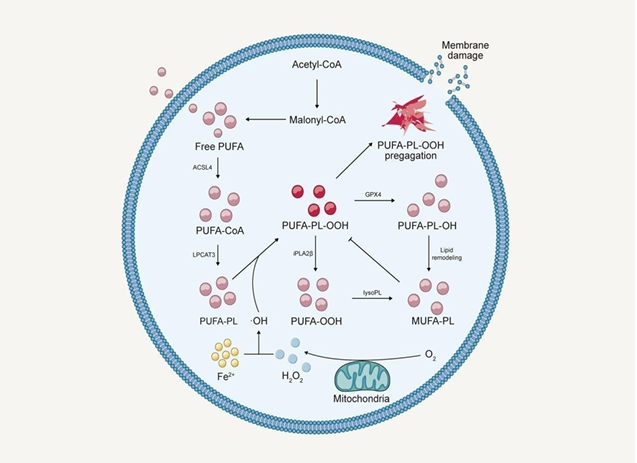 Membrane
damage
Acetyl-CoA
Malonyl-CoA
Free PUFA
PUFA-PL-OOH
pregagation
ACSL4
GPX4
PUFA-CoA
PUFA-PL-OOH
PUFA-PL-OH
LPCAT3
iPLA2β
Lipid
remodeling
lysoPL
PUFA-PL
·OH
PUFA-OOH
MUFA-PL
Fe²⁺
H₂O₂
O₂
Mitochondria